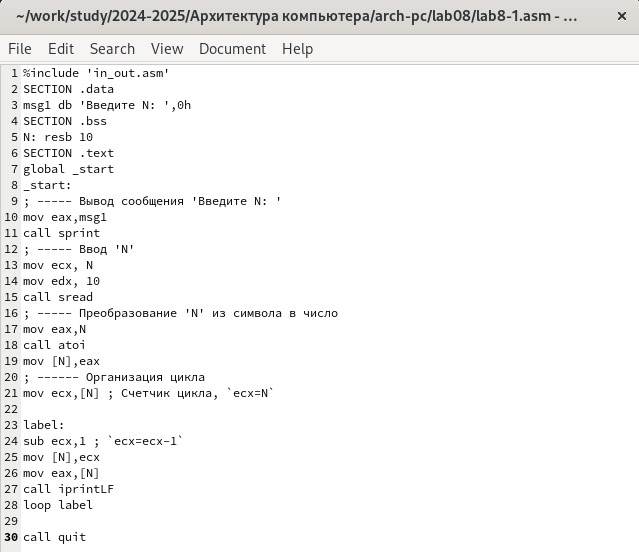 ~/work/study/2024-2025/Архитектура компьютера/arch-pc/lab08/lab8-1.asm - ...
File Edit Search View Document Help
1 %include 'in_out.asm'
2 SECTION .data
3 msg1 db 'Введите N: ',0h
4 SECTION .bss
5 N: resb 10
6 SECTION .text
7 global _start
8 _start:
9 ; ----- Вывод сообщения 'Введите N: '
10 mov eax,msg1
11 call sprint
12 ; ----- Ввод 'N'
13 mov ecx, N
14 mov edx, 10
15 call sread
16 ; ----- Преобразование 'N' из символа в число
17 mov eax,N
18 call atoi
19 mov [N],eax
20 ; ------ Организация цикла
21 mov ecx,[N] ; Счетчик цикла, `ecx=N`
22
23 label:
24 sub ecx,1 ; `ecx=ecx-1`
25 mov [N],ecx
26 mov eax,[N]
27 call iprintLF
28 loop label
29
30 call quit